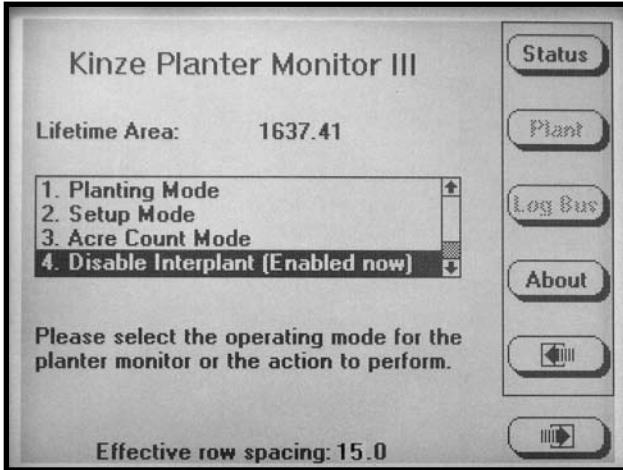 Kinze Planter Monitor III
Lifetime Area: 1637.41
1. Planting Mode
2. Setup Mode
3. Acre Count Mode
4. Disable Interplant (Enabled now)
Please select the operating mode for the
planter monitor or the action to perform.
Effective row spacing: 15.0
Status
Plant
Log Bus
About